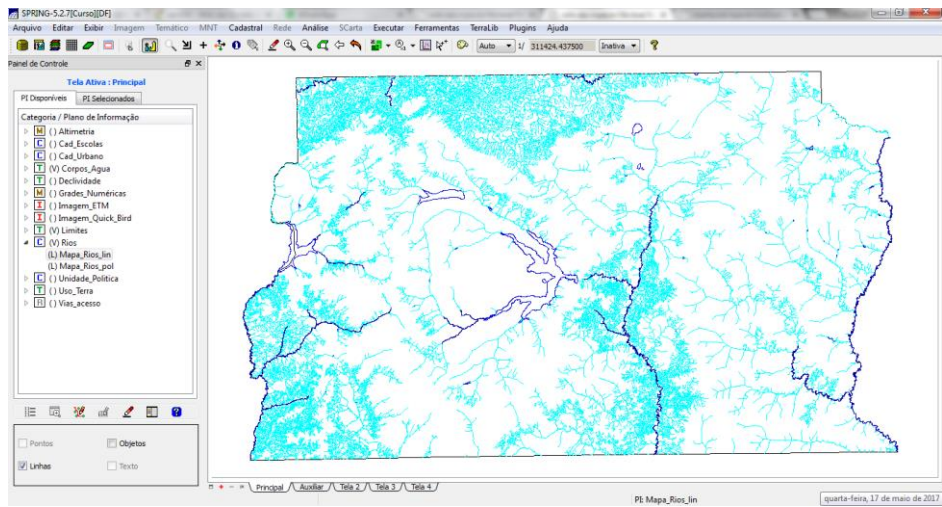 SPRING-5.2.7[Curso][DF]
Arquivo Editar Exibir Imagem Temático MNT Cadastral Rede Análise SCarta Executar Ferramentas TerraLib Plugins Ajuda
Auto 1/ 311424.437500 Inativa
Painel de Controle
Tela Ativa : Principal
PI Disponíveis PI Selecionados
Categoria / Plano de Informação
M ( ) Altimetria
C ( ) Cad_Escolas
C ( ) Cad_Urbano
T (V) Corpos_Agua
T ( ) Declividade
M ( ) Grades_Numéricas
I ( ) Imagem_ETM
I ( ) Imagem_Quick_Bird
T (V) Limites
C (V) Rios
(L) Mapa_Rios_lin
(L) Mapa_Rios_pol
C ( ) Unidade_Politica
T ( ) Uso_Terra
R ( ) Vias_acesso
Pontos Objetos
Linhas Texto
Principal Auxiliar Tela 2 Tela 3 Tela 4
PI: Mapa_Rios_lin
quarta-feira, 17 de maio de 2017